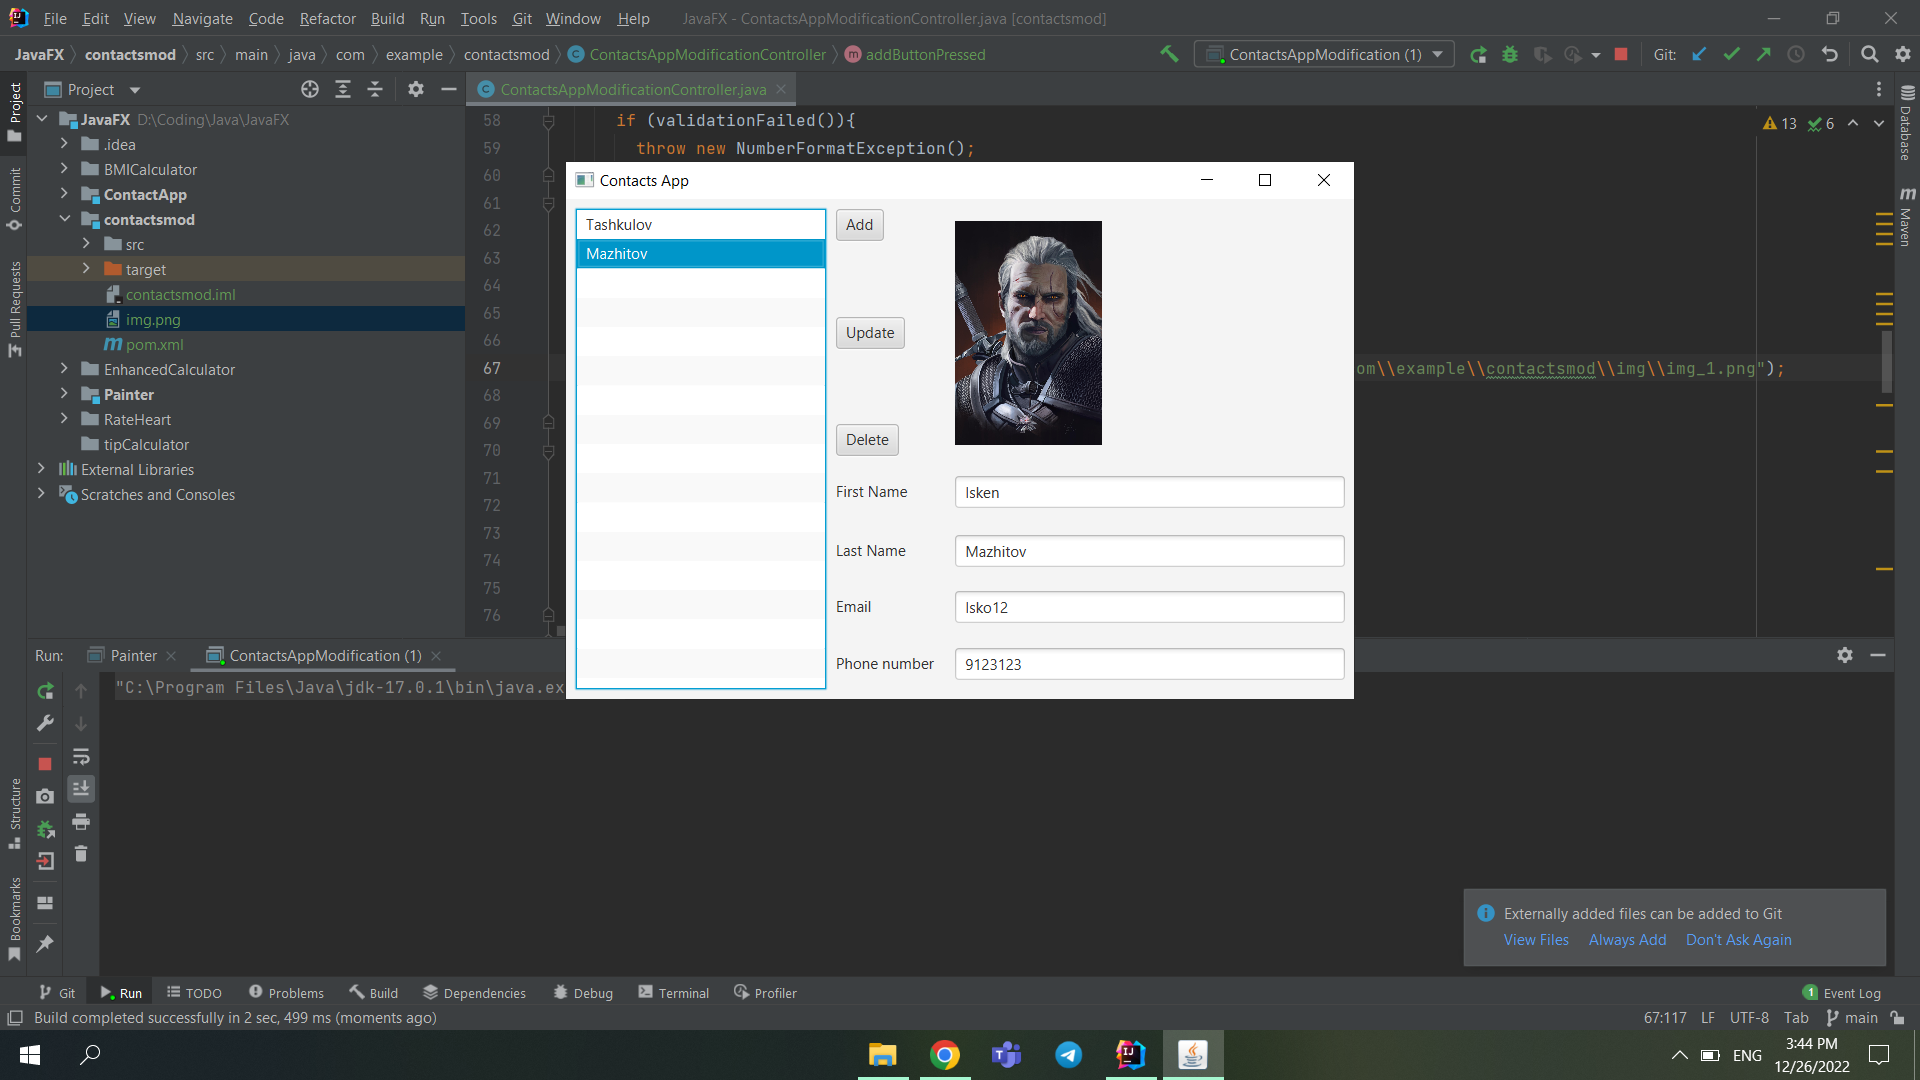 File Edit View Navigate Code Refactor Build Run Tools Git Window Help JavaFX - ContactsAppModificationController.java [contactsmod]
JavaFX contactsmod src main java com example contactsmod ContactsAppModificationController addButtonPressed ContactsAppModification (1) Git:
Project
Commit
Pull Requests
Structure
Bookmarks
Project
JavaFX D:\Coding\Java\JavaFX
.idea
BMICalculator
ContactApp
contactsmod
src
target
contactsmod.iml
img.png
pom.xml
EnhancedCalculator
Painter
RateHeart
tipCalculator
External Libraries
Scratches and Consoles
ContactsAppModificationController.java
13 6
58 if (validationFailed()){
59 throw new NumberFormatException();
60
61
62
63
64
65
66
67 om\\example\\contactsmod\\img\\img_1.png");
68
69
70
71
72
73
74
75
76
Database
Maven
Contacts App
Tashkulov
Mazhitov
Add
Update
Delete
First Name Isken
Last Name Mazhitov
Email Isko12
Phone number 9123123
Run: Painter ContactsAppModification (1)
"C:\Program Files\Java\jdk-17.0.1\bin\java.ex
Externally added files can be added to Git
View Files Always Add Don't Ask Again
Git Run TODO Problems Build Dependencies Debug Terminal Profiler 1 Event Log
Build completed successfully in 2 sec, 499 ms (moments ago) 67:117 LF UTF-8 Tab main
ENG
3:44 PM
12/26/2022